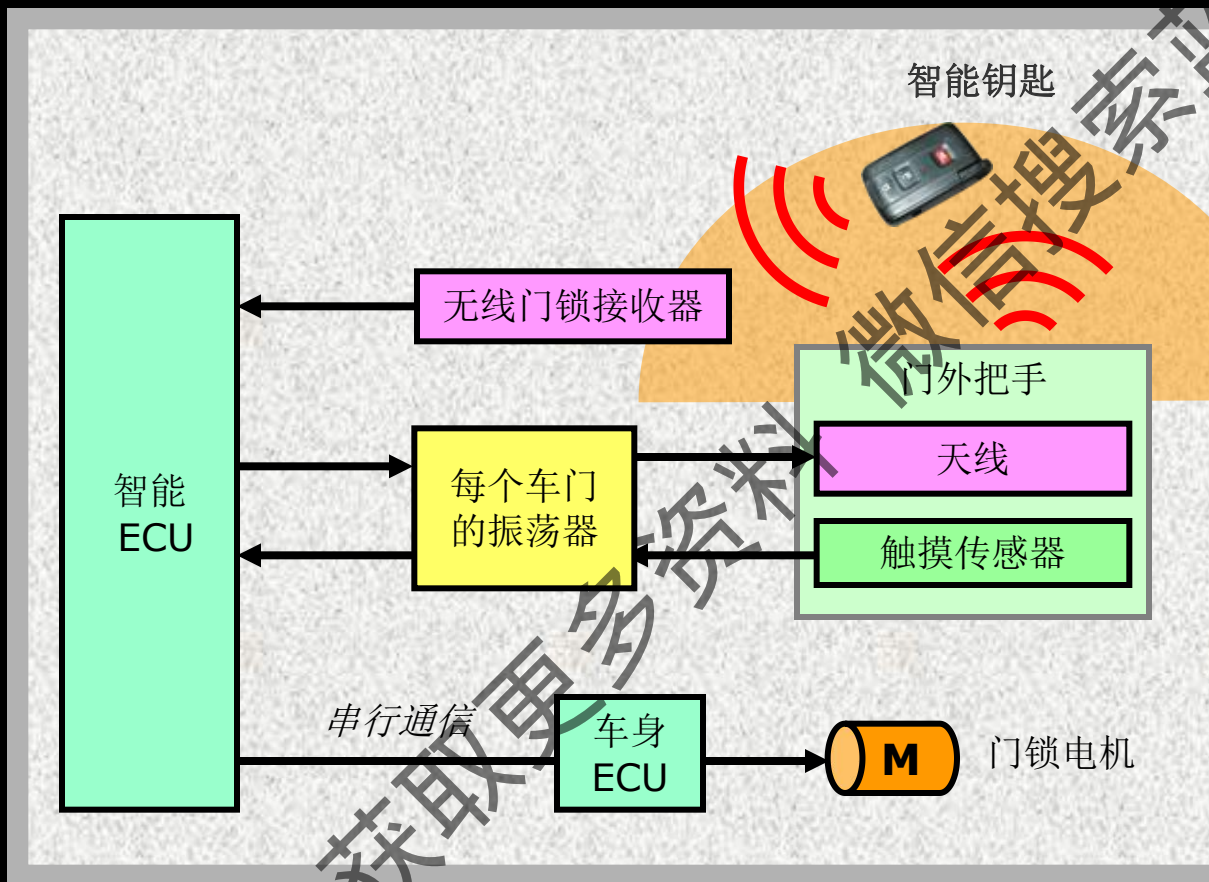 智能钥匙
无线门锁接收器
门外把手
天线
智能
ECU
每个车门
的振荡器
触摸传感器
串行通信
车身
ECU
M
门锁电机
获取更多资料 微信搜索蓝